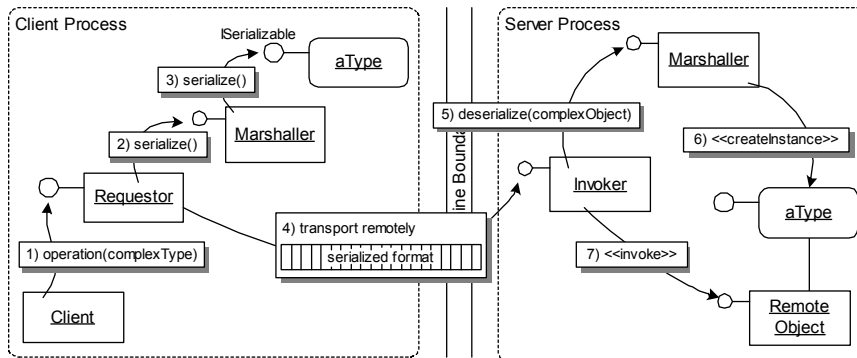 Client Process
Server Process
ISerializable
aType
Marshaller
3) serialize()
Marshaller
5) deserialize(complexObject)
2) serialize()
6) <<createInstance>>
Requestor
Invoker
aType
4) transport remotely
serialized format
1) operation(complexType)
7) <<invoke>>
Client
Remote
Object